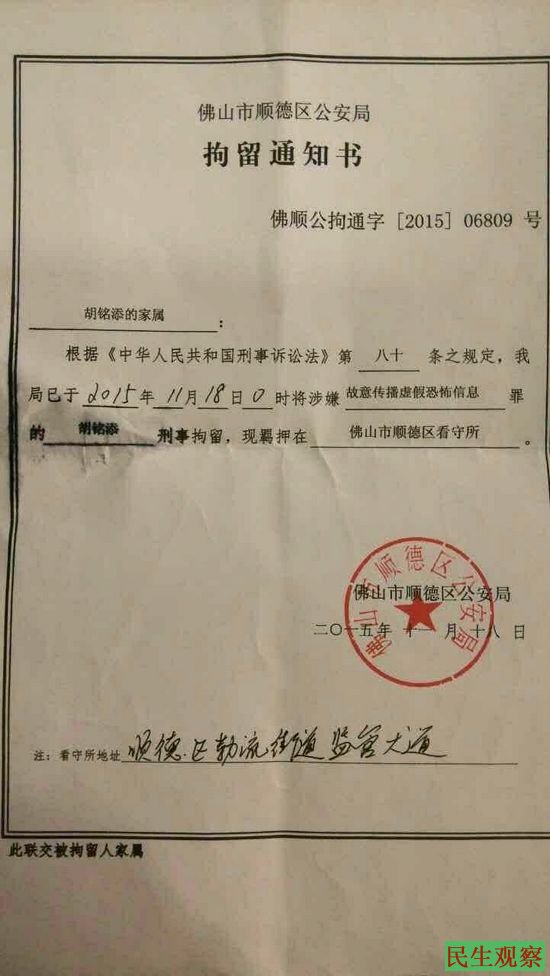 佛山市顺德区公安局
拘留通知书
佛顺公拘通字 [2015] 06809 号
胡铭添的家属：
根据《中华人民共和国刑事诉讼法》第 八十 条之规定，我
局已于 2015 年 11 月 18 日 0 时将涉嫌 故意传播虚假恐怖信息 罪
的 胡铭添 刑事拘留，现羁押在 佛山市顺德区看守所 。
佛山市顺德区公安局
佛山市顺德区公安局
二〇一五年 十一 月 十八 日
注：看守所地址 顺德区勒流街道监管大道
此联交被拘留人家属
民生观察